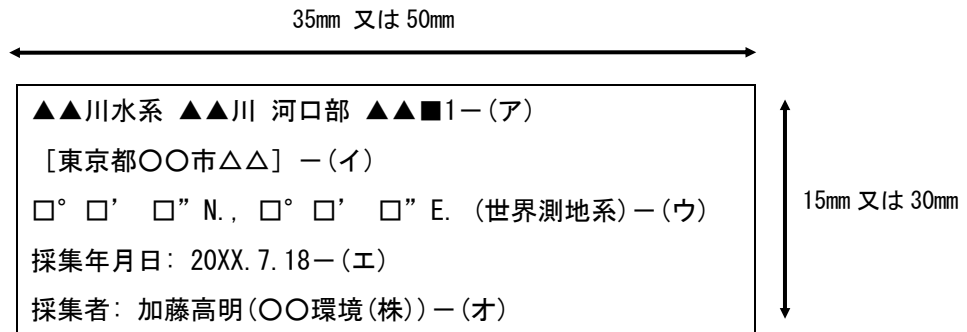 35mm 又は 50mm
▲▲川水系 ▲▲川 河口部 ▲▲■1－(ア)
[東京都○○市△△] －(イ)
□° □’ □” N., □° □’ □” E. (世界測地系)－(ウ)
15mm 又は 30mm
採集年月日: 20XX.7.18－(エ)
採集者: 加藤高明(○○環境(株))－(オ)